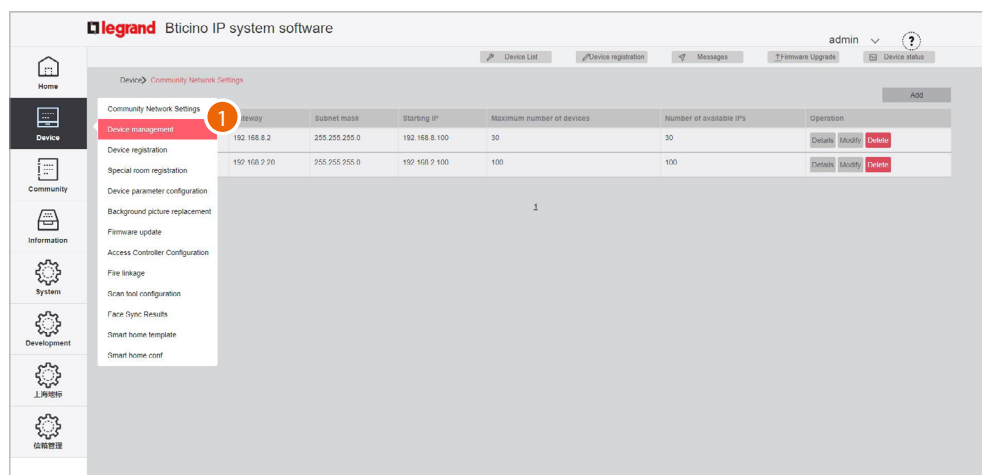 legrand Bticino IP system software
admin ?
Device List Device registration Messages Firmware Upgrade Device status
Home
Device> Community Network Settings
Add
Community Network Settings
1
Gateway Subnet mask Starting IP Maximum number of devices Number of available IPs Operation
Device
Device management
192.168.8.2 255.255.255.0 192.168.8.100 30 30 Details Modify Delete
Device registration
192.168.2.20 255.255.255.0 192.168.2.100 100 100 Details Modify Delete
Special room registration
Community
Device parameter configuration
Background picture replacement
1
Firmware update
Information
Access Controller Configuration
Fire linkage
System
Scan tool configuration
Face Sync Results
Smart home template
Development
Smart home conf
上海地标
信箱管理